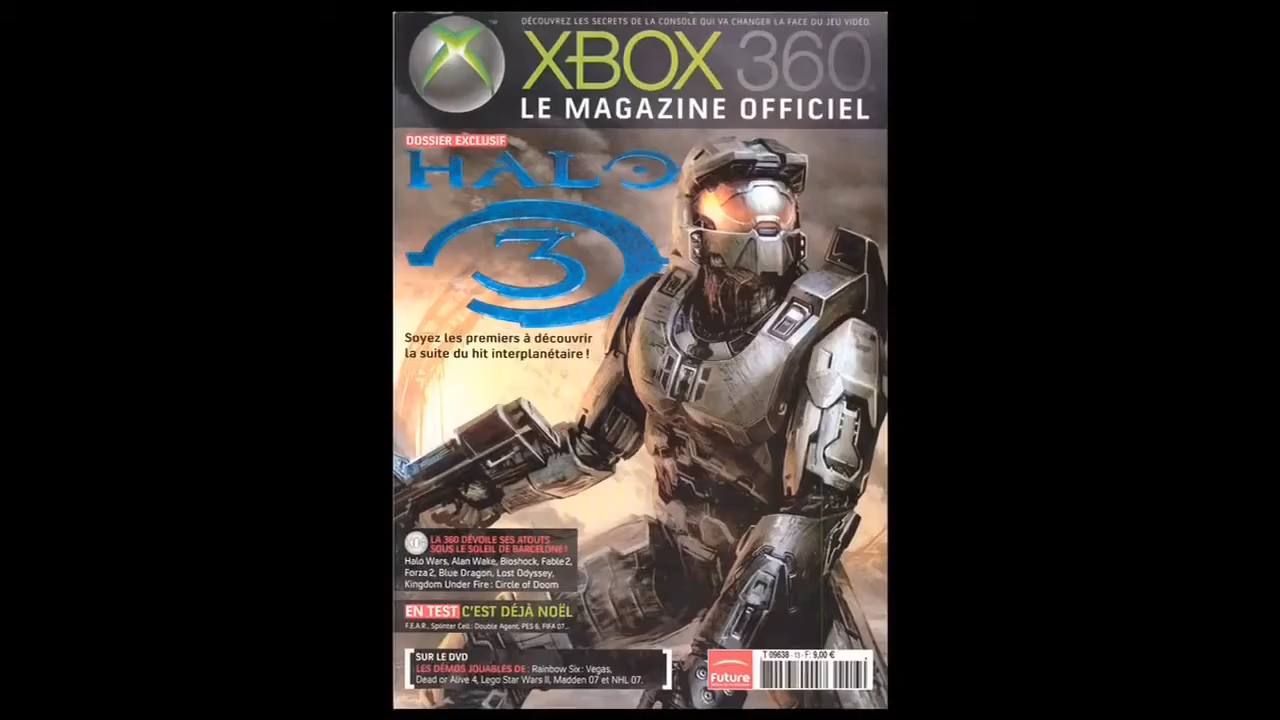 DÉCOUVREZ LES SECRETS DE LA CONSOLE QUI VA CHANGER LA FACE DU JEU VIDÉO.
XBOX 360
LE MAGAZINE OFFICIEL
DOSSIER EXCLUSIF
HALO
3
Soyez les premiers à découvrir
la suite du hit interplanétaire !
X06
LA 360 DÉVOILE SES ATOUTS
SOUS LE SOLEIL DE BARCELONE !
Halo Wars, Alan Wake, Bioshock, Fable 2,
Forza 2, Blue Dragon, Lost Odyssey,
Kingdom Under Fire : Circle of Doom
EN TEST C'EST DÉJÀ NOËL
F.E.A.R., Splinter Cell : Double Agent, PES 6, FIFA 07...
SUR LE DVD
LES DÉMOS JOUABLES DE : Rainbow Six : Vegas,
Dead or Alive 4, Lego Star Wars II, Madden 07 et NHL 07.
Future
T 09638 - 13 - F: 9,00 €